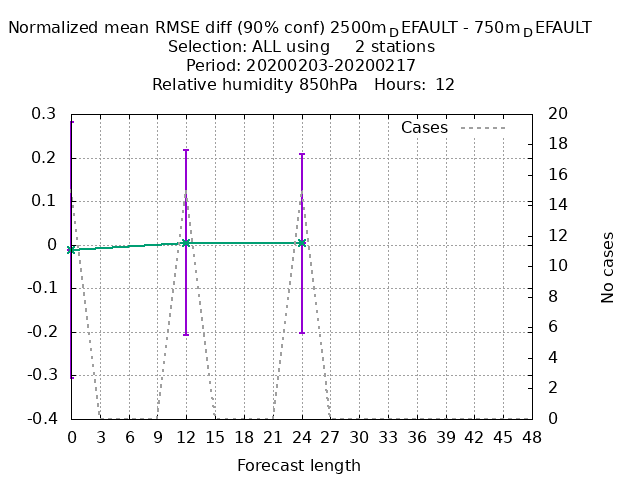 Normalized mean RMSE diff (90% conf) 2500mDEFAULT - 750mDEFAULT
Selection: ALL using 2 stations
Period: 20200203-20200217
Relative humidity 850hPa Hours: 12
Cases
0.3
0.2
0.1
0
-0.1
-0.2
-0.3
-0.4
20
18
16
14
12
10
8
6
4
2
0
No cases
0 3 6 9 12 15 18 21 24 27 30 33 36 39 42 45 48
Forecast length